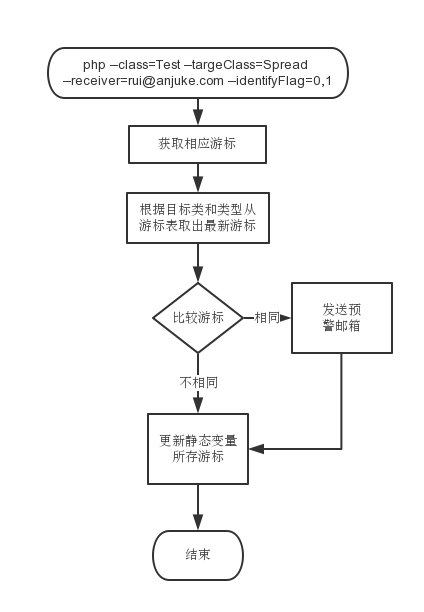 php –class=Test –targeClass=Spread
–receiver=rui@anjuke.com –identifyFlag=0,1
获取相应游标
根据目标类和类型从
游标表取出最新游标
比较游标
相同
发送预
警邮箱
不相同
更新静态变量
所存游标
结束